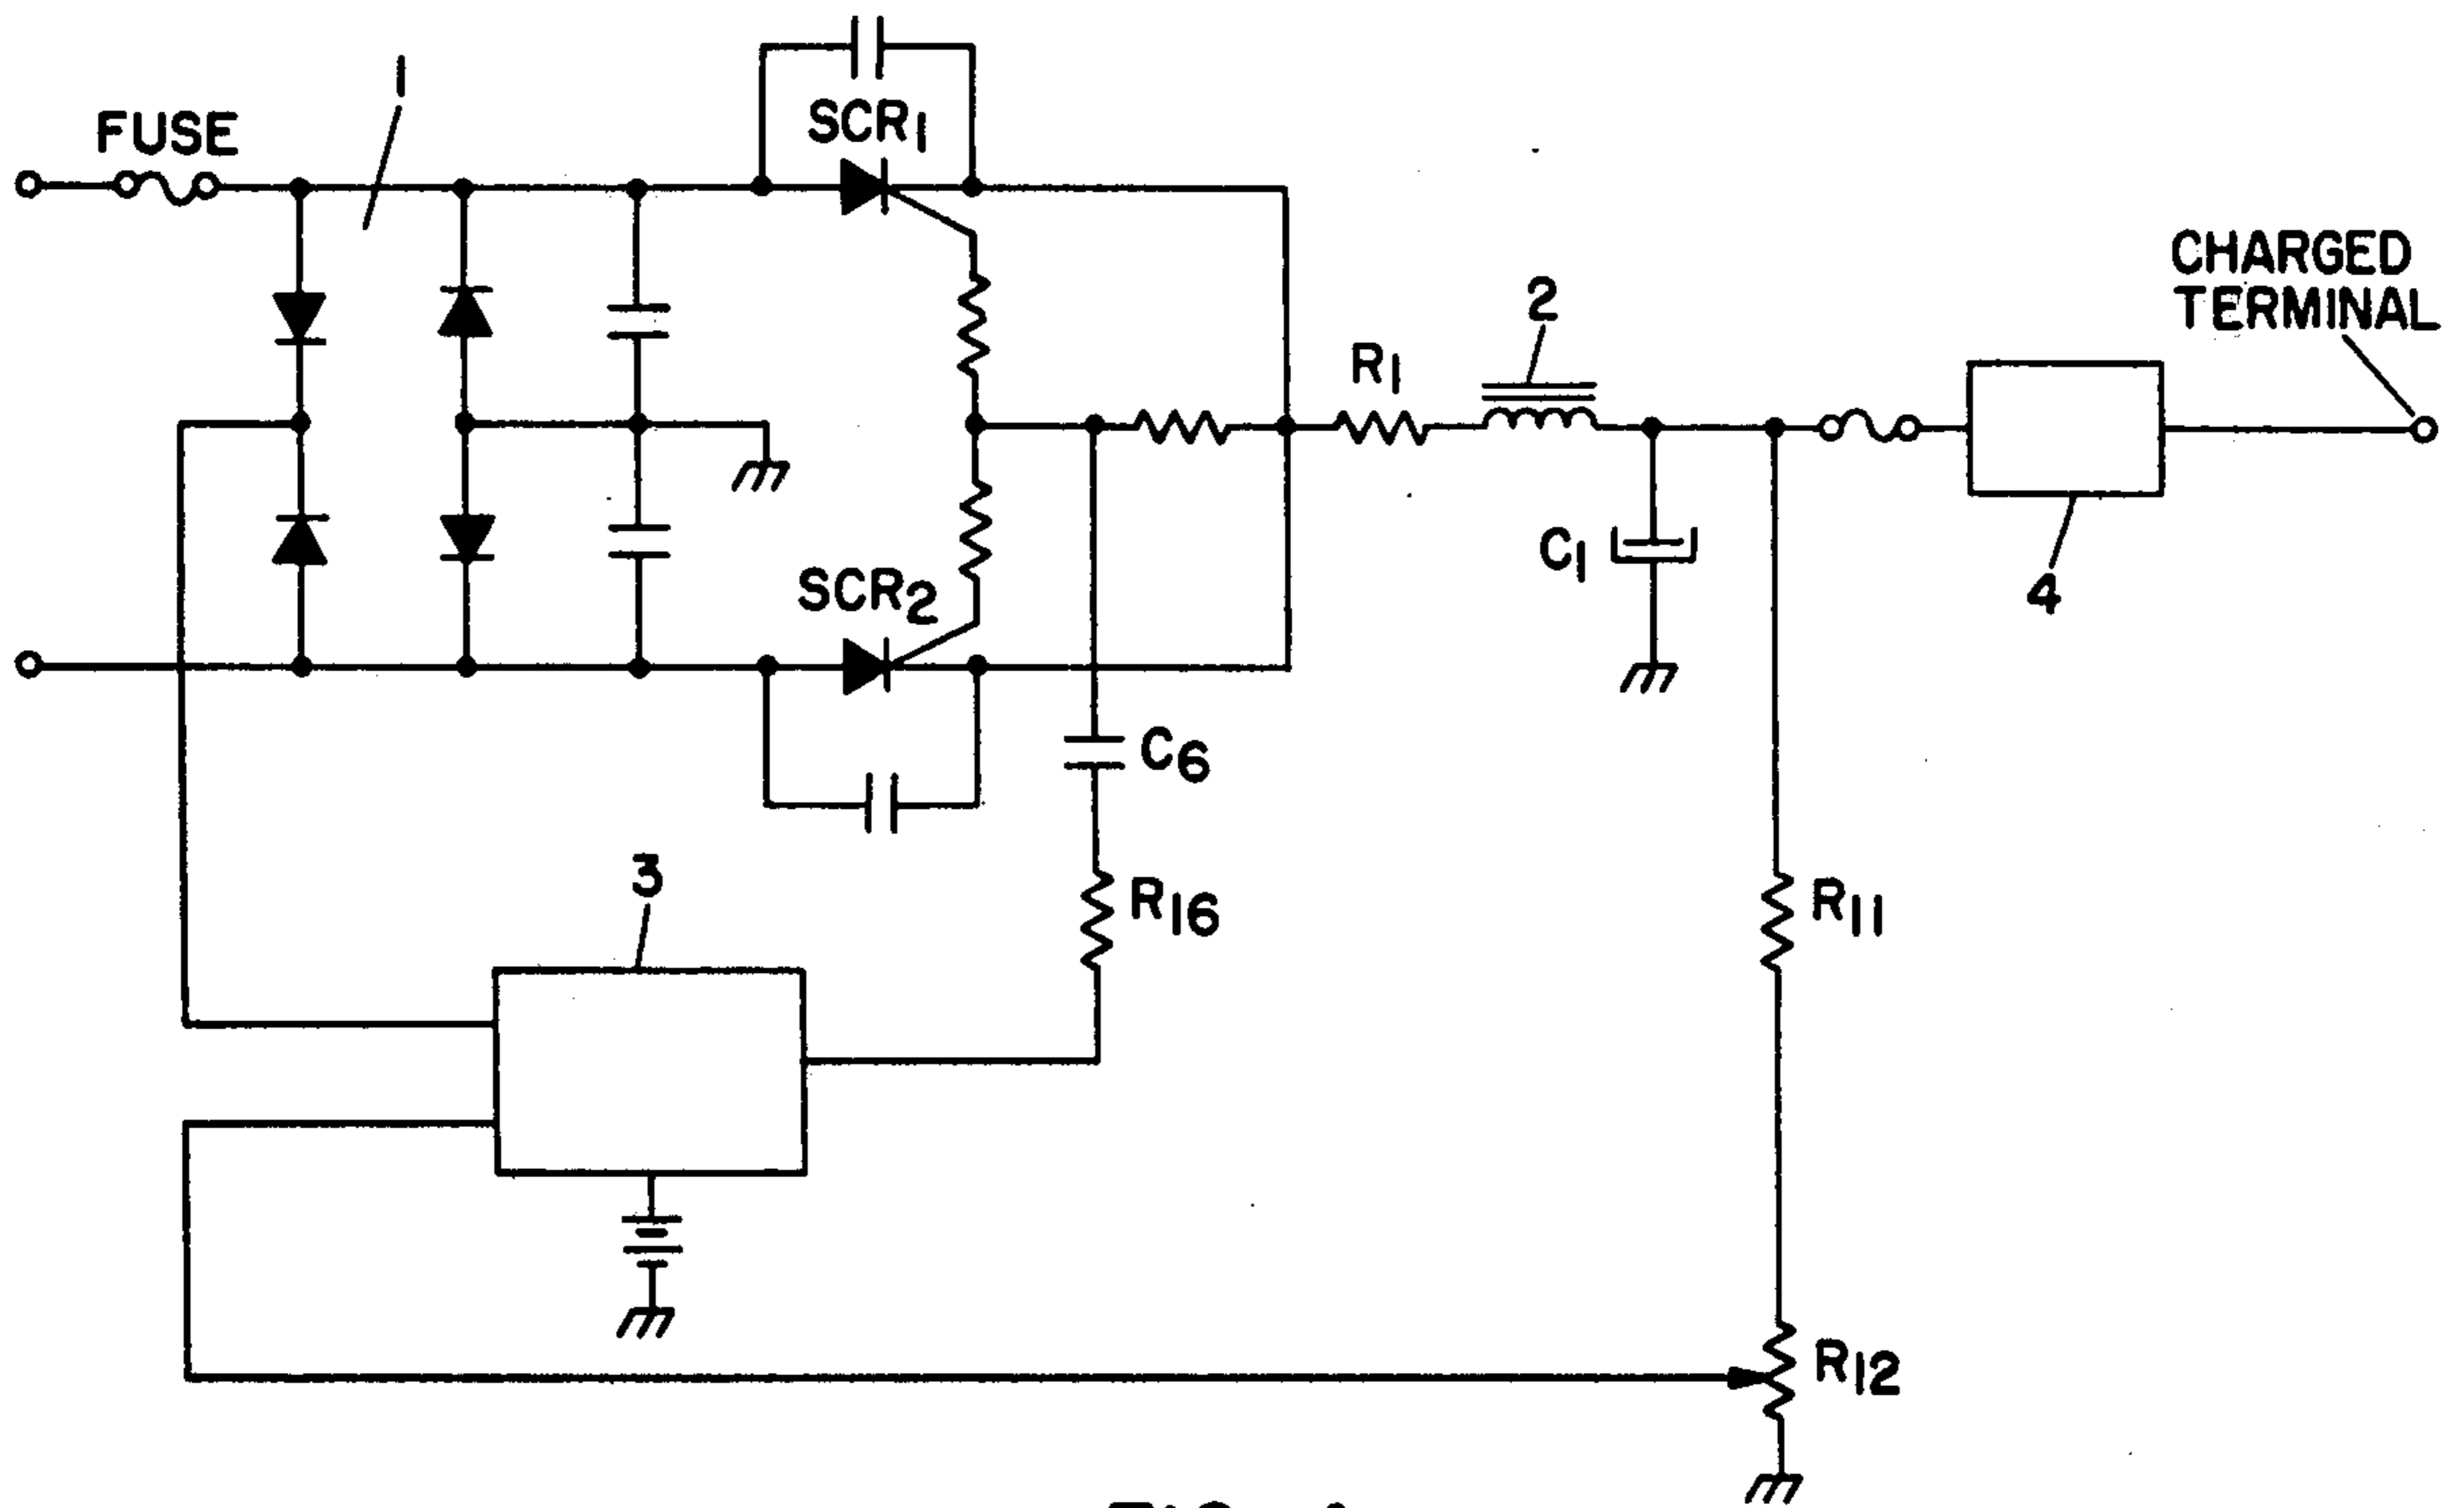 1
FUSE
SCR1
CHARGED
TERMINAL
2
R1
C1
4
SCR2
C6
3
R16
R11
R12